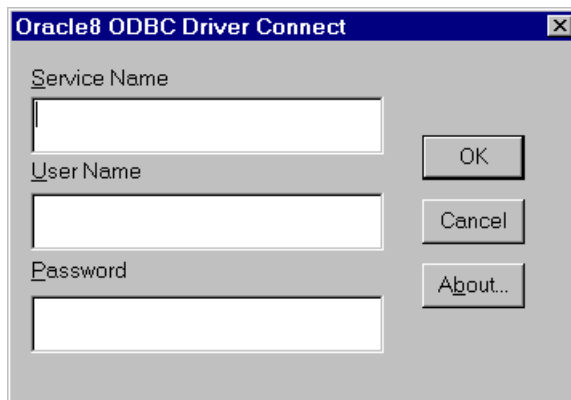 Oracle8 ODBC Driver Connect
Service Name
OK
User Name
Cancel
Password
About...